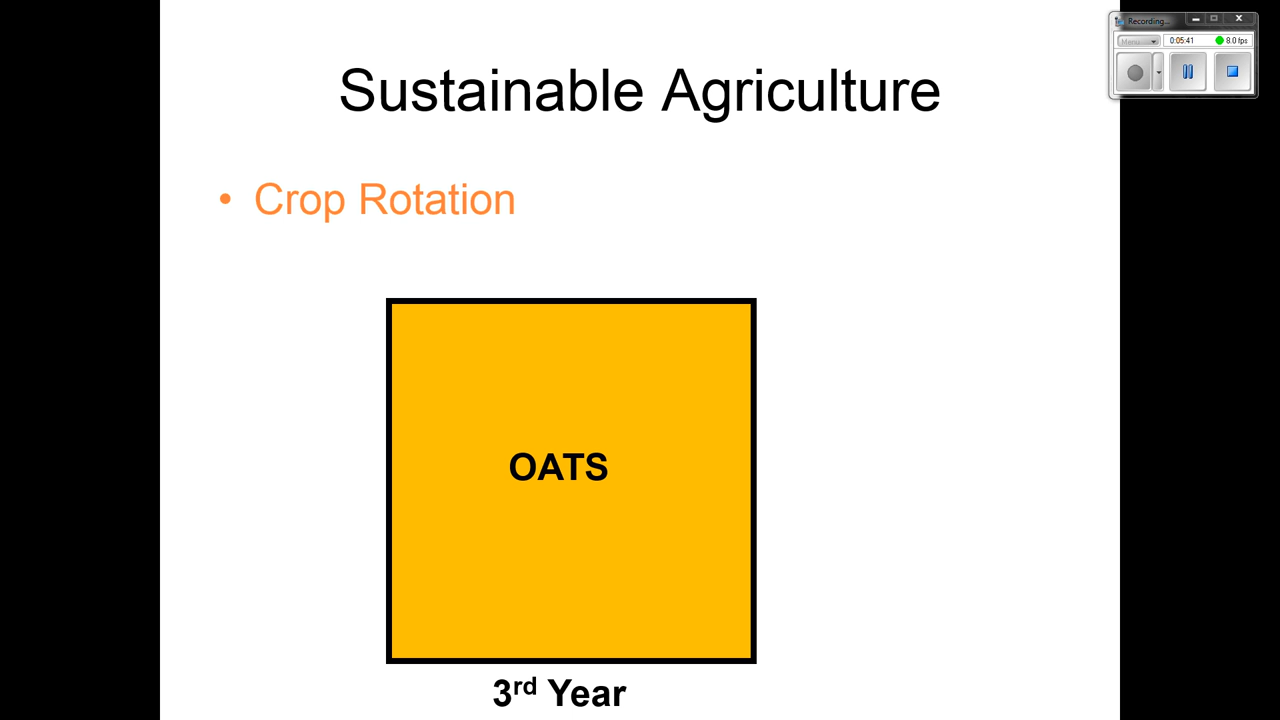 Recording...
Menu
0:05:41 8.0 fps
Sustainable Agriculture
• Crop Rotation
OATS
3rd Year